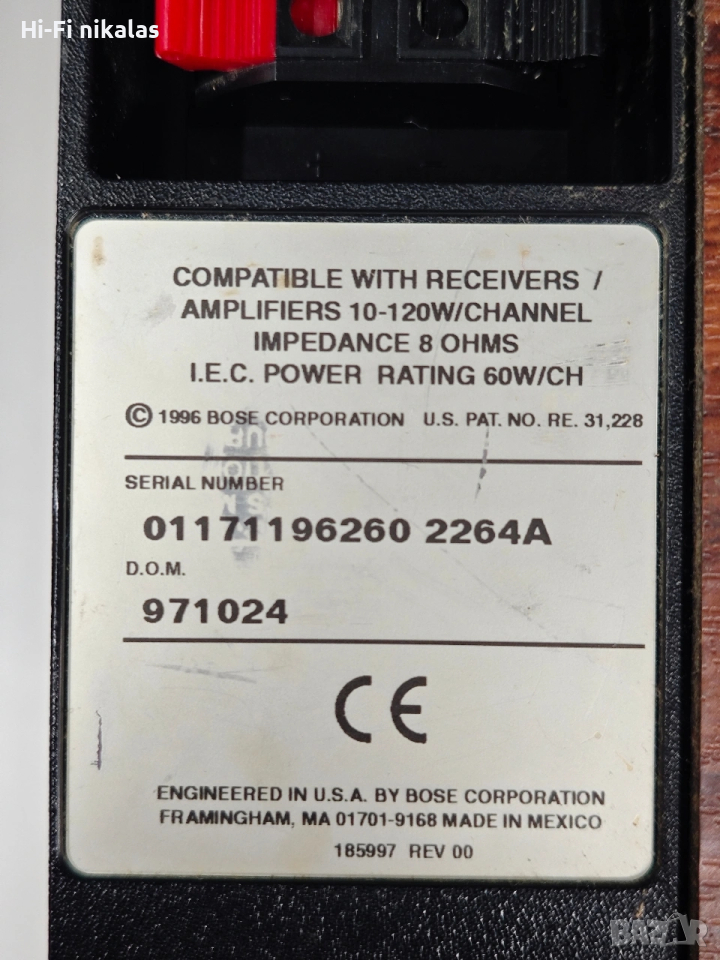 Hi-Fi nikalas
COMPATIBLE WITH RECEIVERS /
AMPLIFIERS 10-120W/CHANNEL
IMPEDANCE 8 OHMS
I.E.C. POWER RATING 60W/CH
© 1996 BOSE CORPORATION U.S. PAT. NO. RE. 31,228
SERIAL NUMBER
01171196260 2264A
D.O.M.
971024
CE
ENGINEERED IN U.S.A. BY BOSE CORPORATION
FRAMINGHAM, MA 01701-9168 MADE IN MEXICO
185997 REV 00
BAZAR